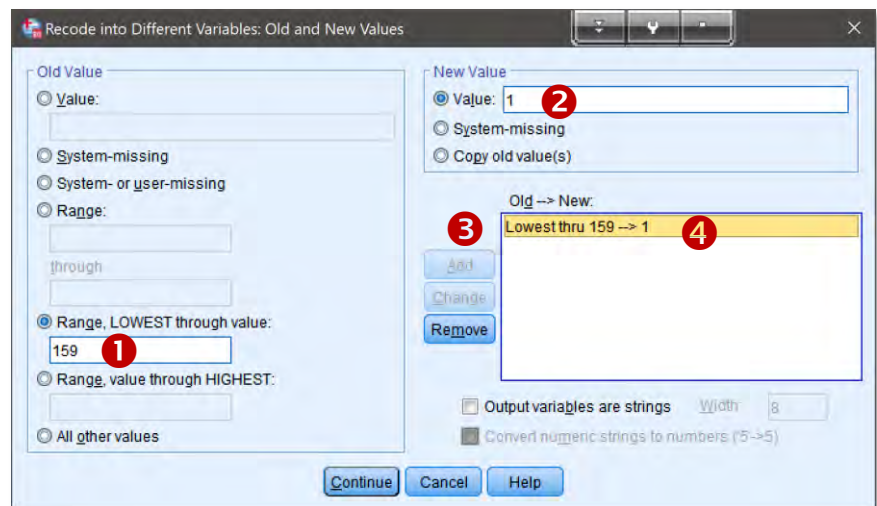 Recode into Different Variables: Old and New Values
Old Value
Value:
System-missing
System- or user-missing
Range:
through
Range, LOWEST through value:
159
1
Range, value through HIGHEST:
All other values
New Value
Value: 1
2
System-missing
Copy old value(s)
Old --> New:
3
Lowest thru 159 --> 1
4
Add
Change
Remove
Output variables are strings Width: 8
Convert numeric strings to numbers ('5'->5)
Continue Cancel Help